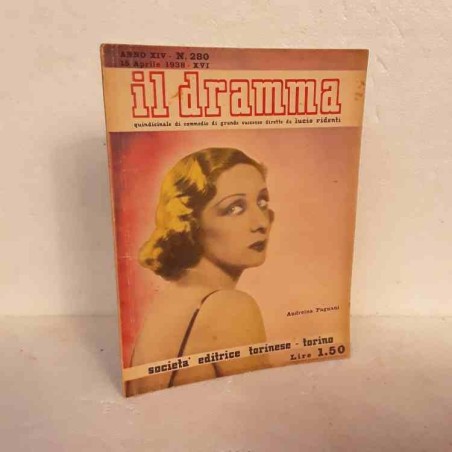 ANNO XIV - N. 280
15 Aprile 1938 - XVI
il dramma
quindicinale di commedie di grande successo diretto da lucio ridenti
Andreina Pagnani
società editrice torinese - torino
Lire 1.50